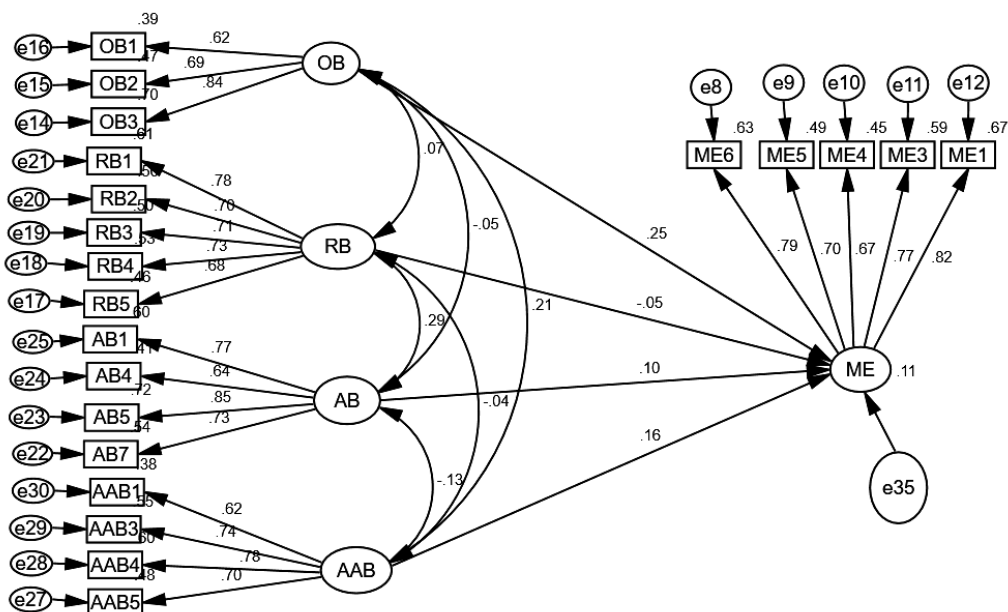 .39
e16 OB1 .62 OB
.47
e15 OB2 .69
.70
e14 OB3 .84
.61
e21 RB1 .78
.50
e20 RB2 .70
.50
e19 RB3 .71 RB
.53
e18 RB4 .73
.46
e17 RB5 .68
.60
e25 AB1 .77
.41
e24 AB4 .64
.72
e23 AB5 .85 AB
.54
e22 AB7 .73
.38
e30 AAB1 .62
.55
e29 AAB3 .74
.60
e28 AAB4 .78 AAB
.48
e27 AAB5 .70
.07
-.05
.21
.29
-.04
-.13
.25
-.05
.10
.16
e8 e9 e10 e11 e12
.63 .49 .45 .59 .67
ME6 ME5 ME4 ME3 ME1
.79 .70 .67 .77 .82
ME .11
e35